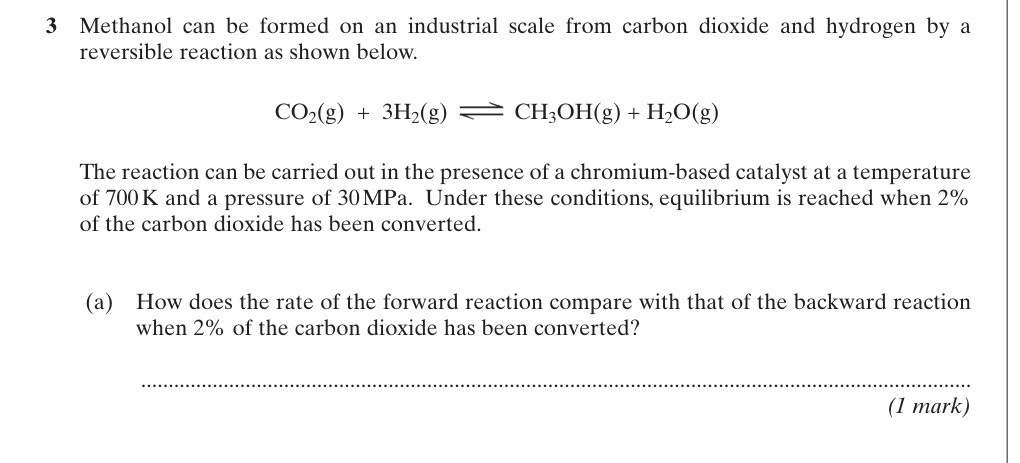 3 Methanol can be formed on an industrial scale from carbon dioxide and hydrogen by a
reversible reaction as shown below.
CO₂(g) + 3H₂(g) ⇌ CH₃OH(g) + H₂O(g)
The reaction can be carried out in the presence of a chromium-based catalyst at a temperature
of 700 K and a pressure of 30 MPa. Under these conditions, equilibrium is reached when 2%
of the carbon dioxide has been converted.
(a) How does the rate of the forward reaction compare with that of the backward reaction
when 2% of the carbon dioxide has been converted?
(1 mark)